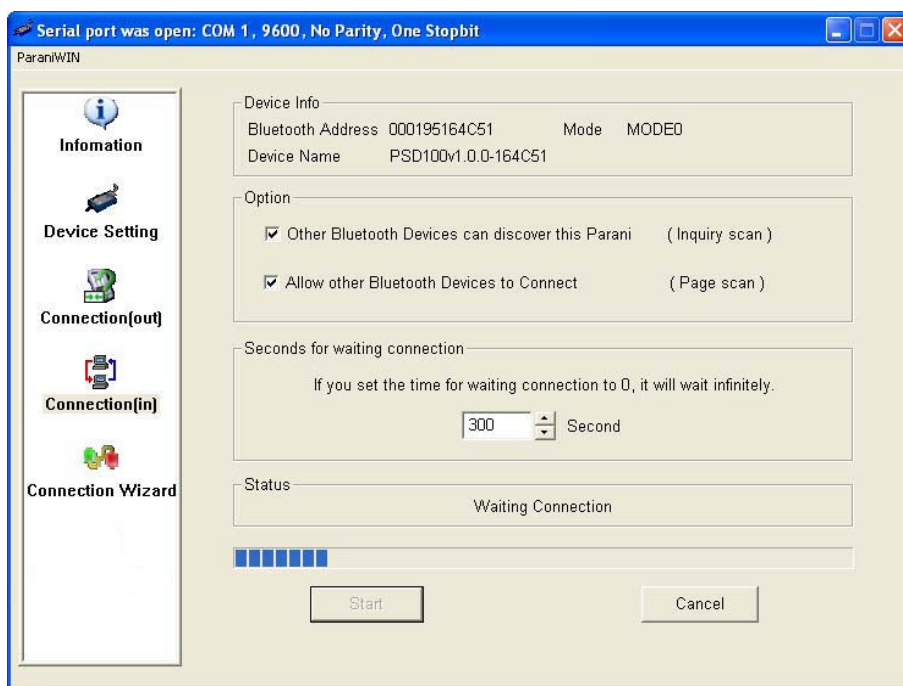 Serial port was open: COM 1, 9600, No Parity, One Stopbit
ParaniWIN
Infomation
Device Setting
Connection(out)
Connection(in)
Connection Wizard
Device Info
Bluetooth Address 000195164C51 Mode MODE0
Device Name PSD100v1.0.0-164C51
Option
Other Bluetooth Devices can discover this Parani ( Inquiry scan )
Allow other Bluetooth Devices to Connect ( Page scan )
Seconds for waiting connection
If you set the time for waiting connection to 0, it will wait infinitely.
300 Second
Status
Waiting Connection
Start Cancel